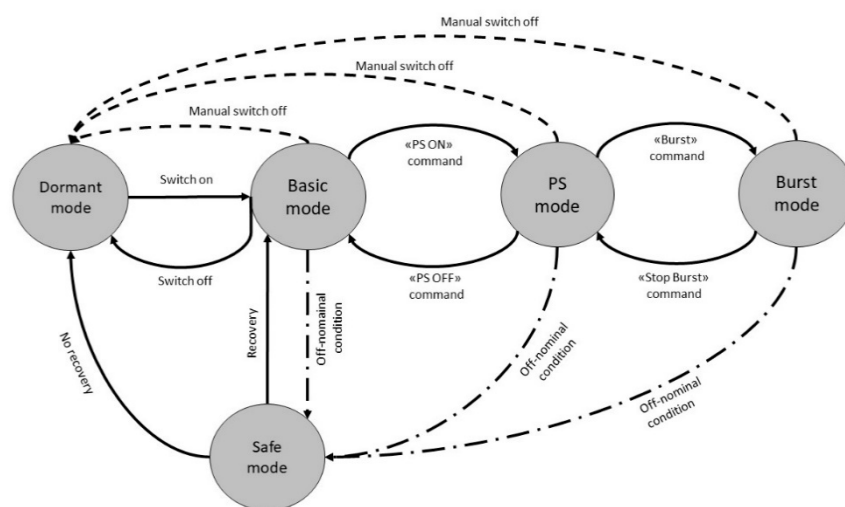 Manual switch off
Manual switch off
Manual switch off
«PS ON»
command
«Burst»
command
Dormant
mode
Switch on
Basic
mode
PS
mode
Burst
mode
Switch off
«PS OFF»
command
«Stop Burst»
command
No recovery
Recovery
Off-nomainal
condition
Off-nominal
condition
Off-nominal
condition
Safe
mode